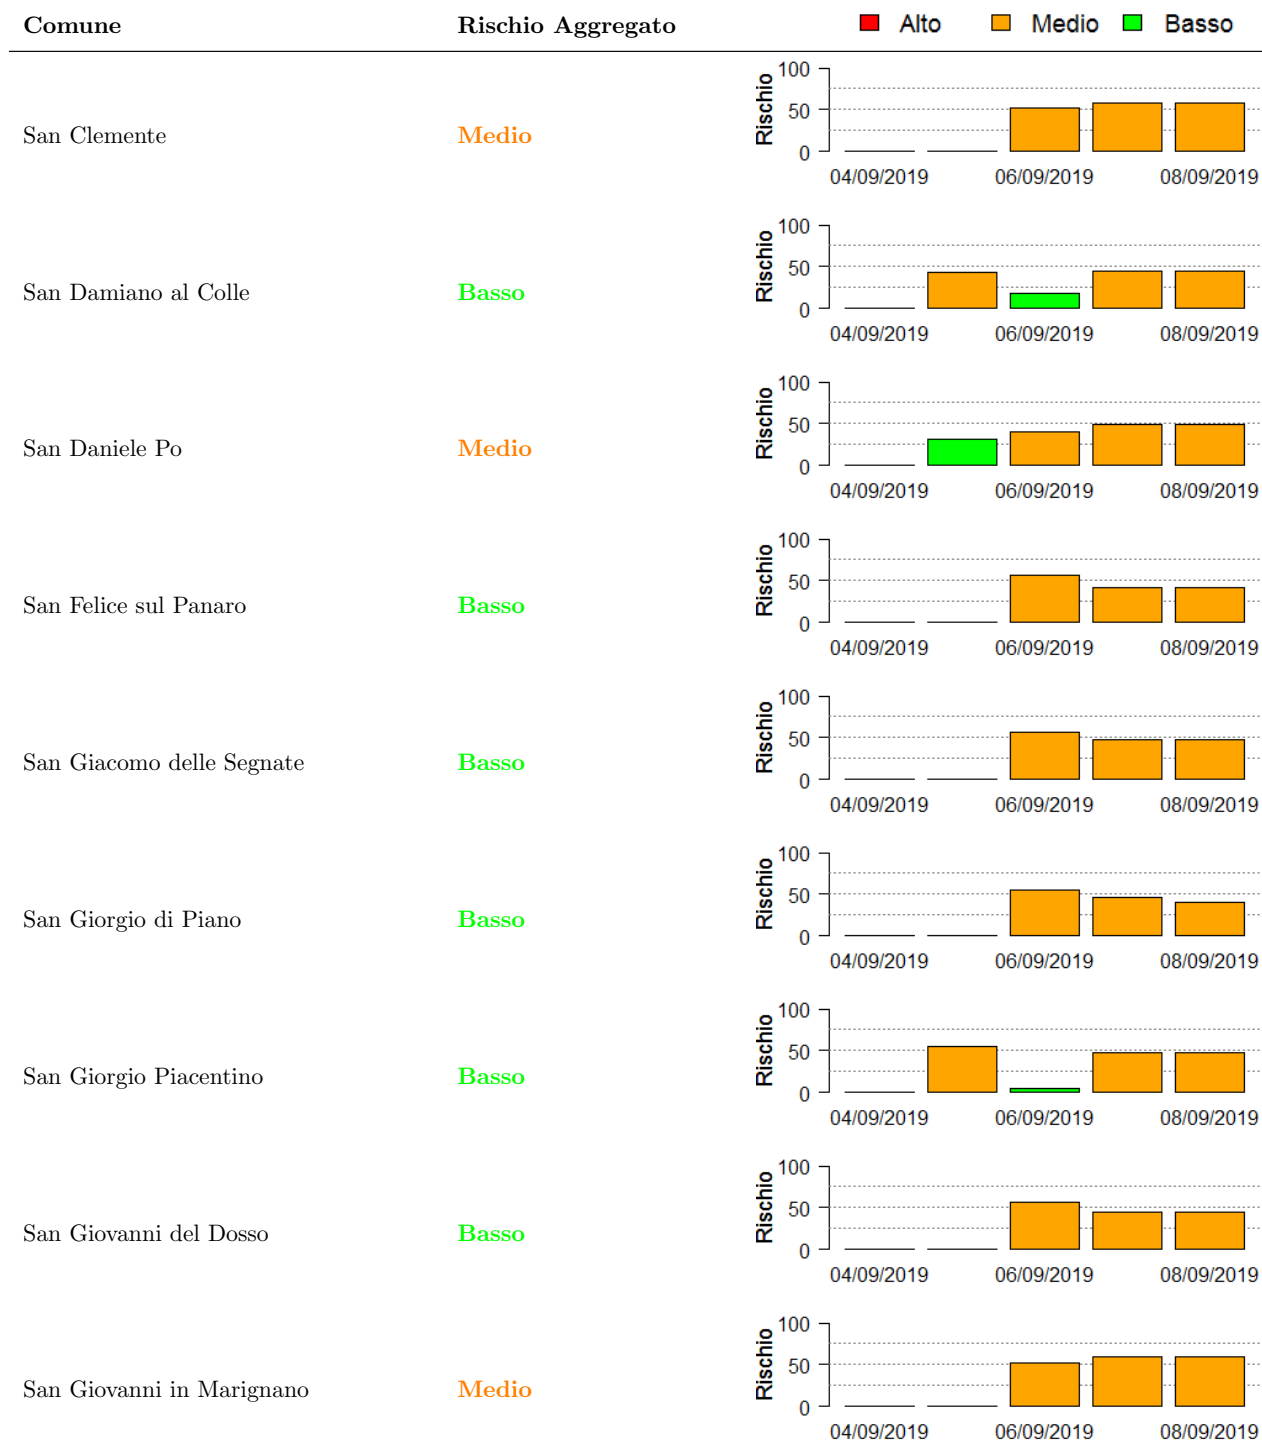 Comune Rischio Aggregato Alto Medio Basso
San Clemente Medio Rischio 100 50 0
04/09/2019 06/09/2019 08/09/2019
San Damiano al Colle Basso Rischio 100 50 0
04/09/2019 06/09/2019 08/09/2019
San Daniele Po Medio Rischio 100 50 0
04/09/2019 06/09/2019 08/09/2019
San Felice sul Panaro Basso Rischio 100 50 0
04/09/2019 06/09/2019 08/09/2019
San Giacomo delle Segnate Basso Rischio 100 50 0
04/09/2019 06/09/2019 08/09/2019
San Giorgio di Piano Basso Rischio 100 50 0
04/09/2019 06/09/2019 08/09/2019
San Giorgio Piacentino Basso Rischio 100 50 0
04/09/2019 06/09/2019 08/09/2019
San Giovanni del Dosso Basso Rischio 100 50 0
04/09/2019 06/09/2019 08/09/2019
San Giovanni in Marignano Medio Rischio 100 50 0
04/09/2019 06/09/2019 08/09/2019